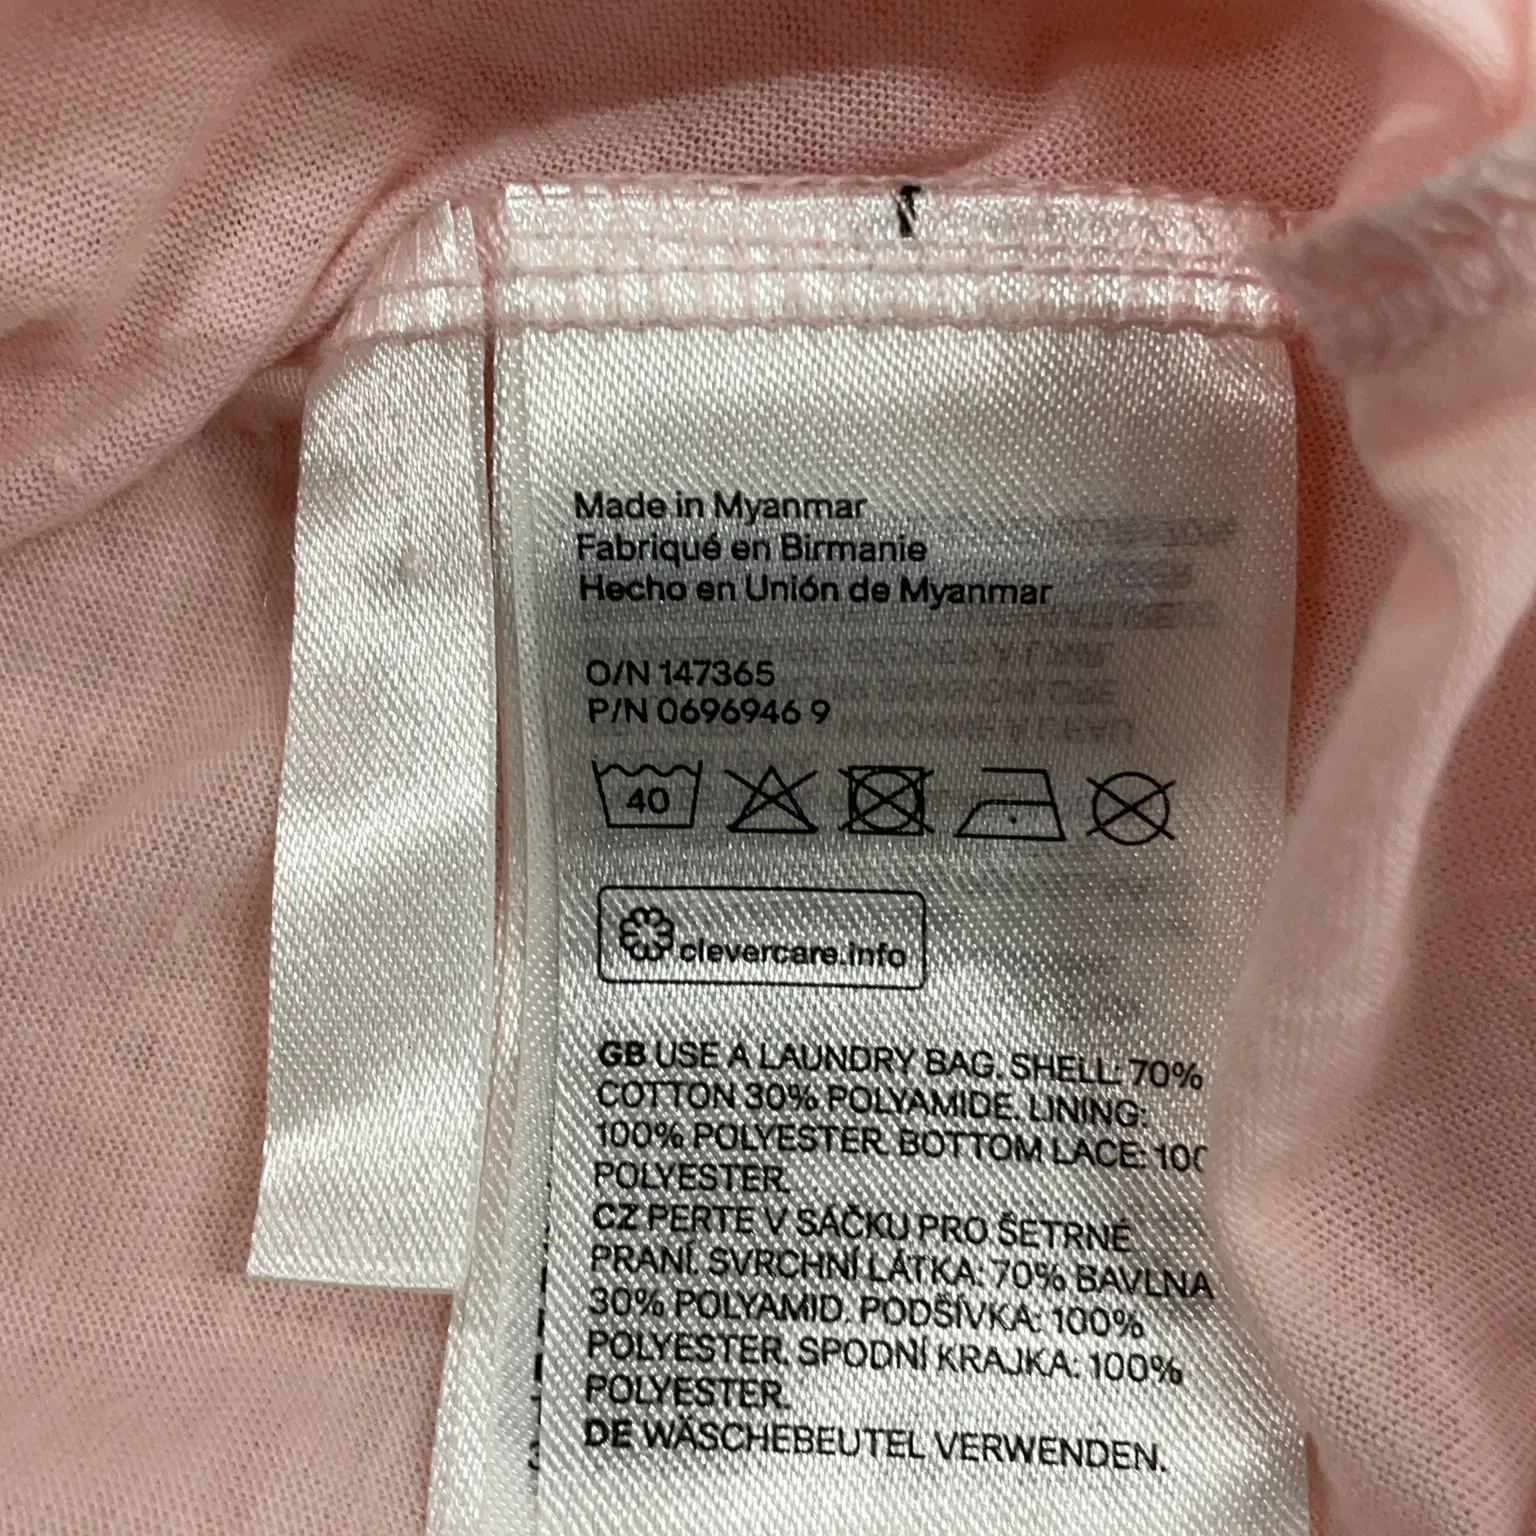 Made in Myanmar
Fabriqué en Birmanie
Hecho en Unión de Myanmar
O/N 147365
P/N 0696946 9
40
clevercare.info
GB USE A LAUNDRY BAG. SHELL: 70%
COTTON 30% POLYAMIDE. LINING:
100% POLYESTER. BOTTOM LACE: 100
POLYESTER.
CZ PERTE V SÁČKU PRO ŠETRNÉ
PRANÍ. SVRCHNÍ LÁTKA: 70% BAVLNA
30% POLYAMID. PODŠÍVKA: 100%
POLYESTER. SPODNÍ KRAJKA: 100%
POLYESTER.
DE WÄSCHEBEUTEL VERWENDEN.